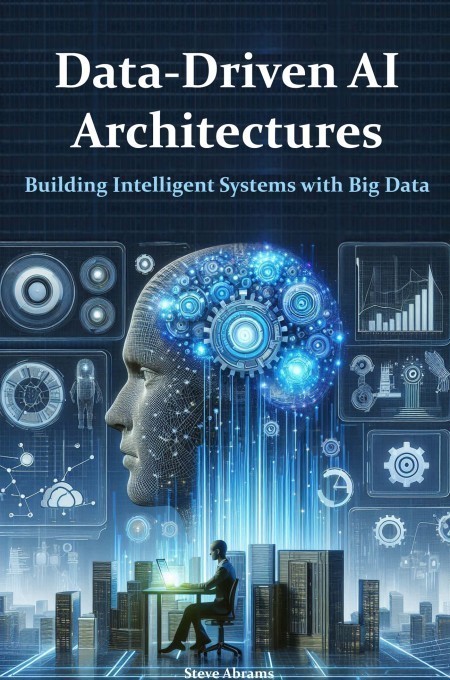 Data-Driven AI
Architectures
Building Intelligent Systems with Big Data
Steve Abrams